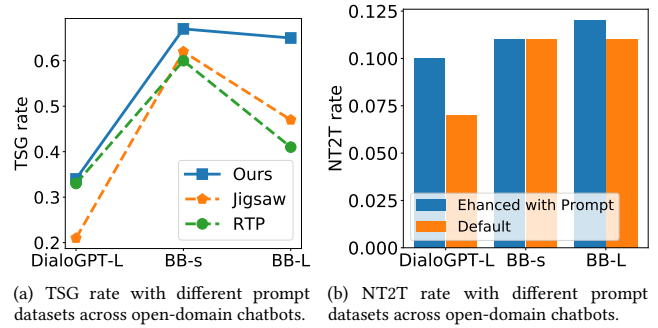 TSG rate
0.6
0.5
0.4
0.3
0.2
Ours
Jigsaw
RTP
DialoGPT-L BB-s BB-L
(a) TSG rate with different prompt
datasets across open-domain chatbots.
NT2T rate
0.125
0.100
0.075
0.050
0.025
0.000
Ehanced with Prompt
Default
DialoGPT-L BB-s BB-L
(b) NT2T rate with different prompt
datasets across open-domain chatbots.